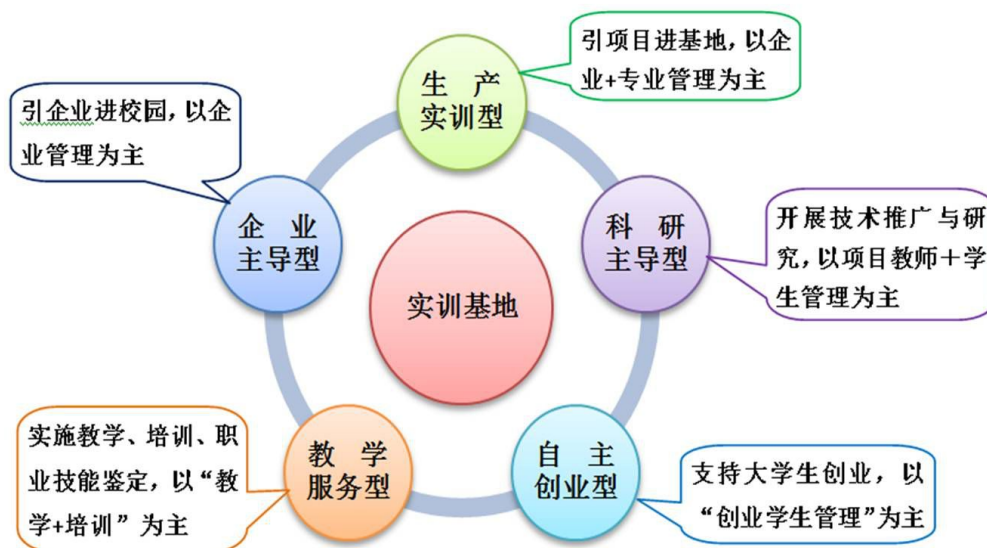 引项目进基地，以企
业+专业管理为主
生 产
实训型
引企业进校园，以企
业管理为主
企 业
主导型
科 研
主导型
开展技术推广与研
究，以项目教师＋学
生管理为主
实训基地
教 学
服务型
实施教学、培训、职
业技能鉴定，以“教
学+培训”为主
自 主
创业型
支持大学生创业，以
“创业学生管理”为主